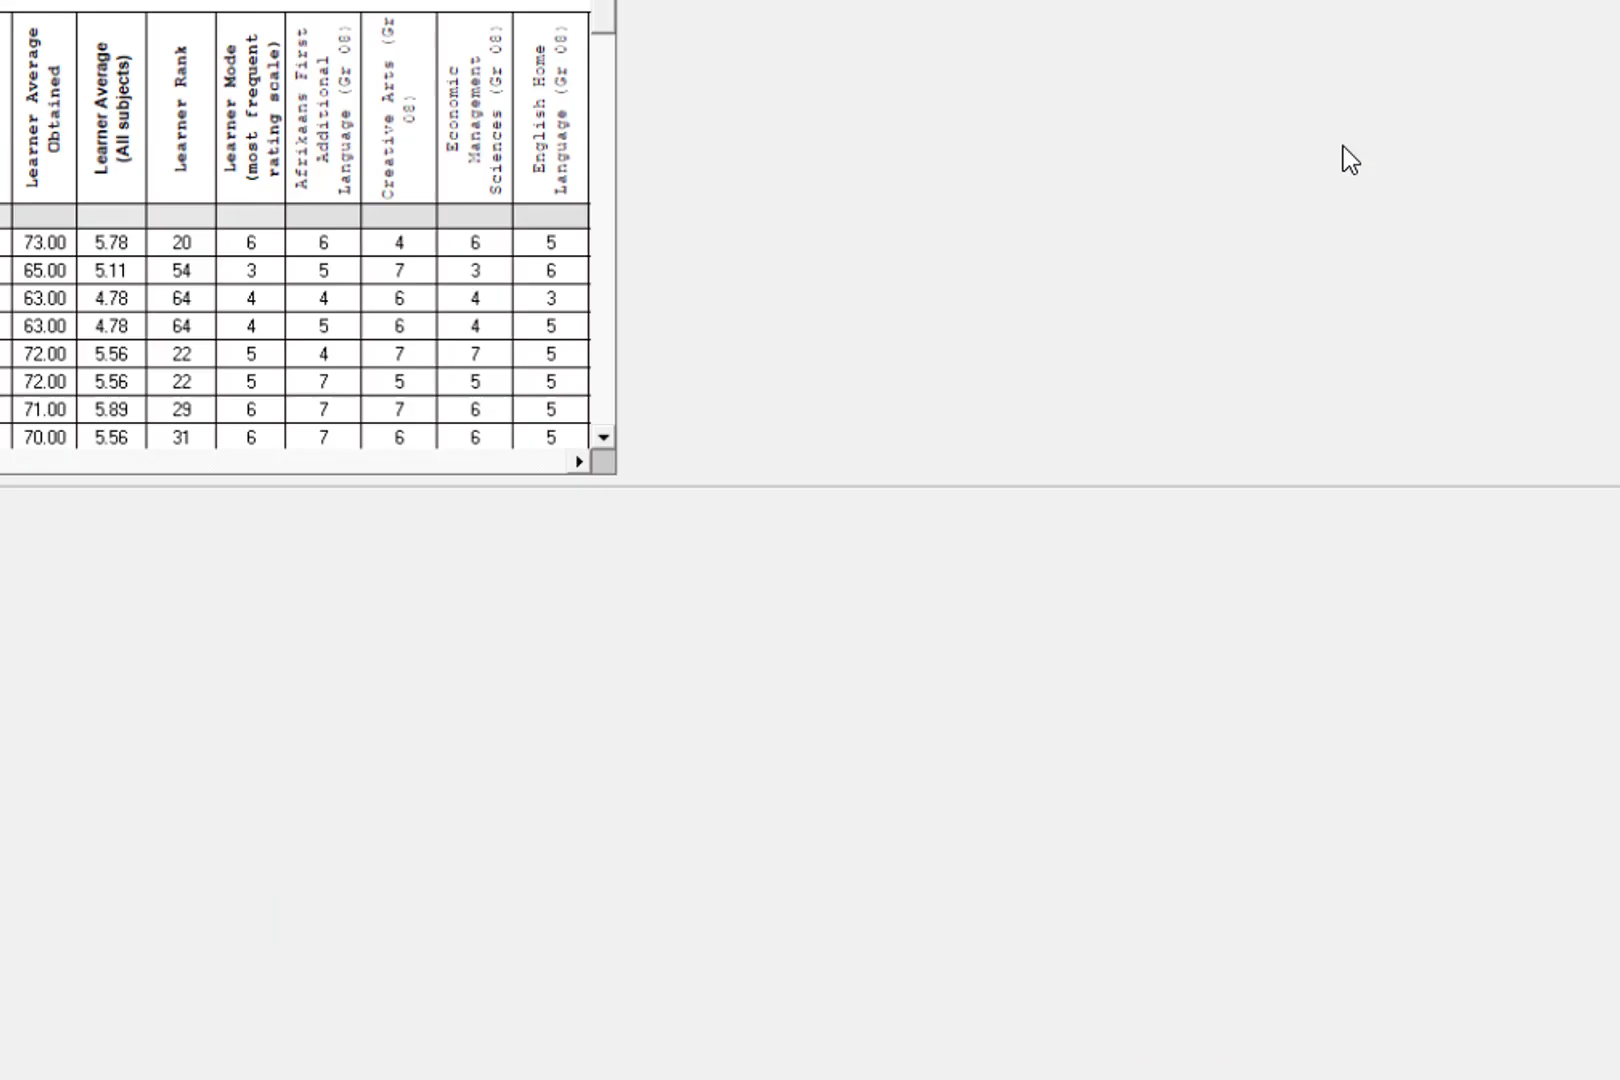 Learner Average
Obtained
Learner Average
(All subjects)
Learner Rank
Learner Mode
(most frequent
rating scale)
Afrikaans First
Additional
Language (Gr 08)
Creative Arts (Gr
08)
Economic
Management
Sciences (Gr 08)
English Home
Language (Gr 08)
73.00 5.78 20 6 6 4 6 5
65.00 5.11 54 3 5 7 3 6
63.00 4.78 64 4 4 6 4 3
63.00 4.78 64 4 5 6 4 5
72.00 5.56 22 5 4 7 7 5
72.00 5.56 22 5 7 5 5 5
71.00 5.89 29 6 7 7 6 5
70.00 5.56 31 6 7 6 6 5